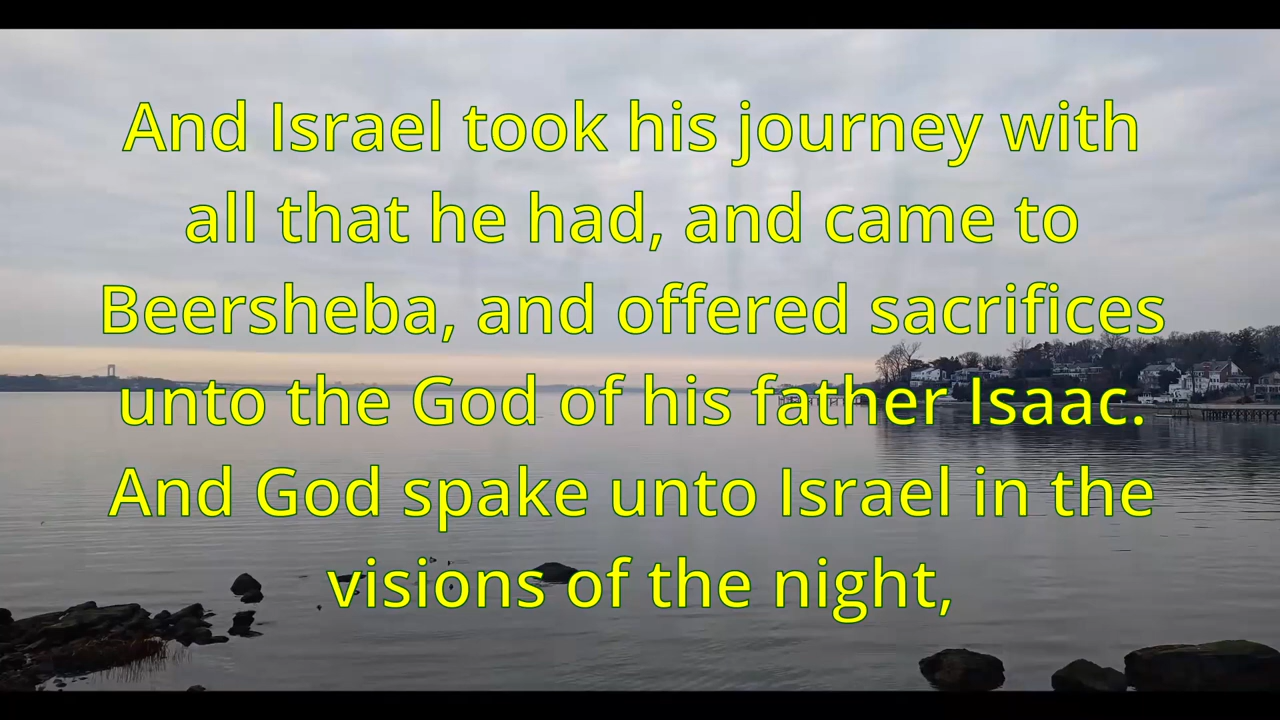 And Israel took his journey with
all that he had, and came to
Beersheba, and offered sacrifices
unto the God of his father Isaac.
And God spake unto Israel in the
visions of the night,